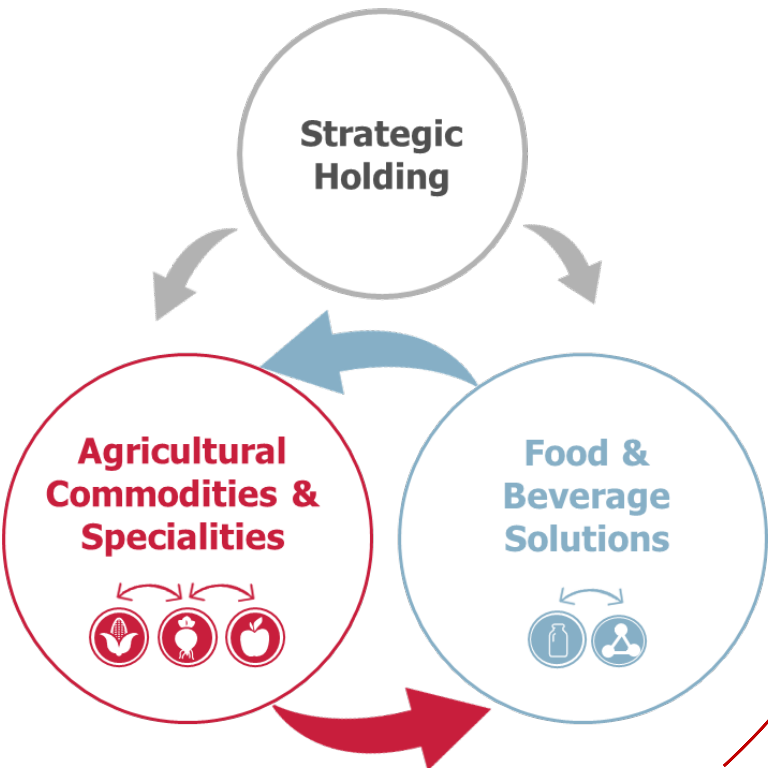 Strategic
Holding
Agricultural
Commodities &
Specialities
Food &
Beverage
Solutions